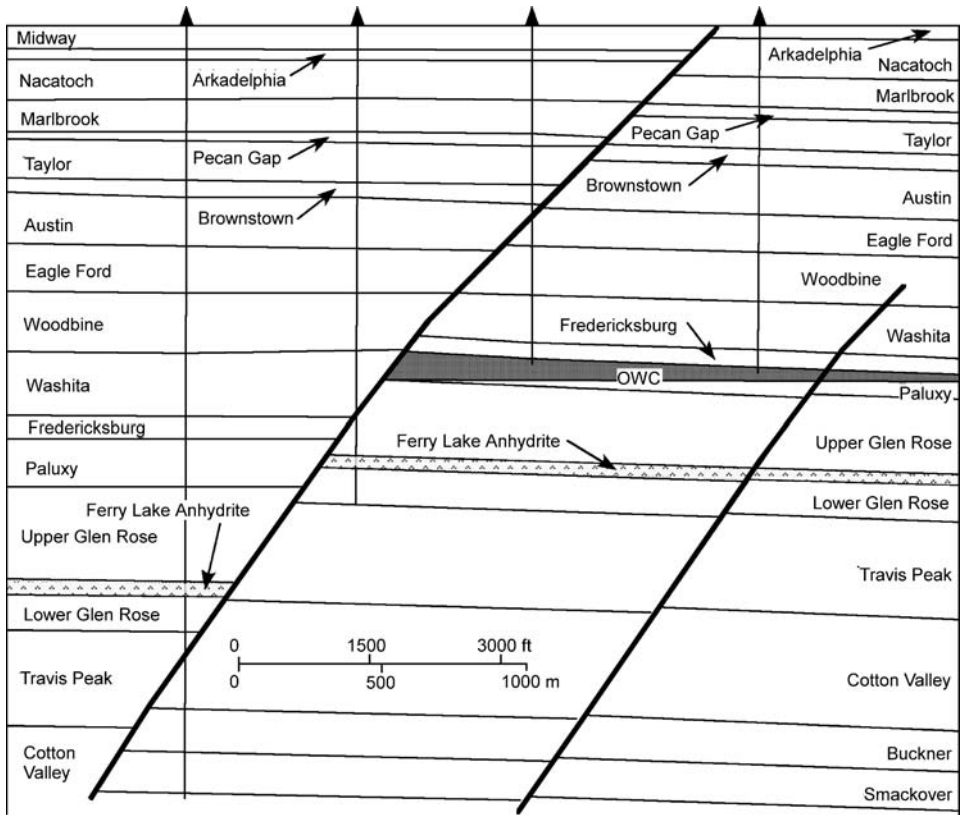 Midway
Arkadelphia
Nacatoch
Marlbrook
Pecan Gap
Taylor
Brownstown
Austin
Eagle Ford
Woodbine
Washita
Fredericksburg
Paluxy
Ferry Lake Anhydrite
Upper Glen Rose
Lower Glen Rose
Travis Peak
Cotton
Valley
0 1500 3000 ft
0 500 1000 m
Arkadelphia
Nacatoch
Marlbrook
Pecan Gap
Taylor
Brownstown
Austin
Eagle Ford
Woodbine
Fredericksburg
Washita
OWC
Paluxy
Ferry Lake Anhydrite
Upper Glen Rose
Lower Glen Rose
Travis Peak
Cotton Valley
Buckner
Smackover